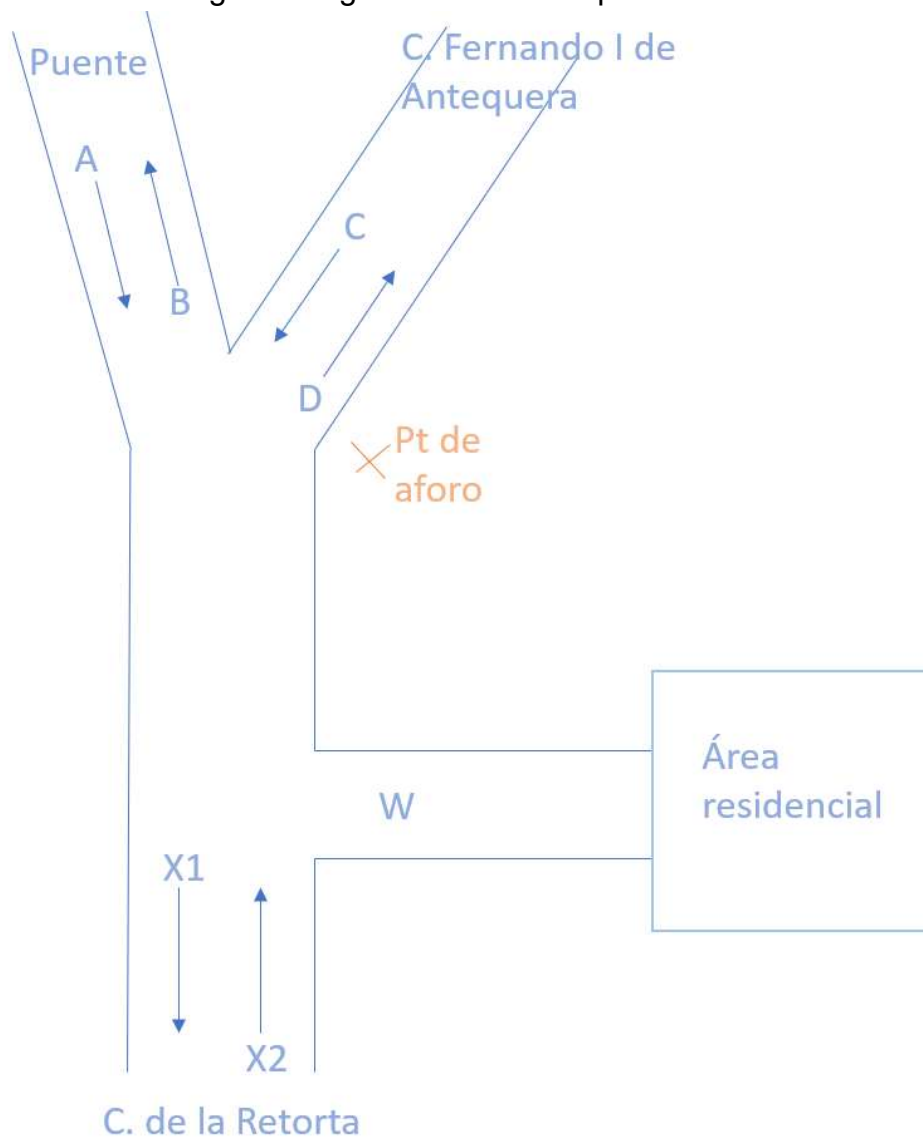 Puente
C. Fernando I de
Antequera
A
B
C
D
Pt de
aforo
Área
residencial
W
X1
X2
C. de la Retorta